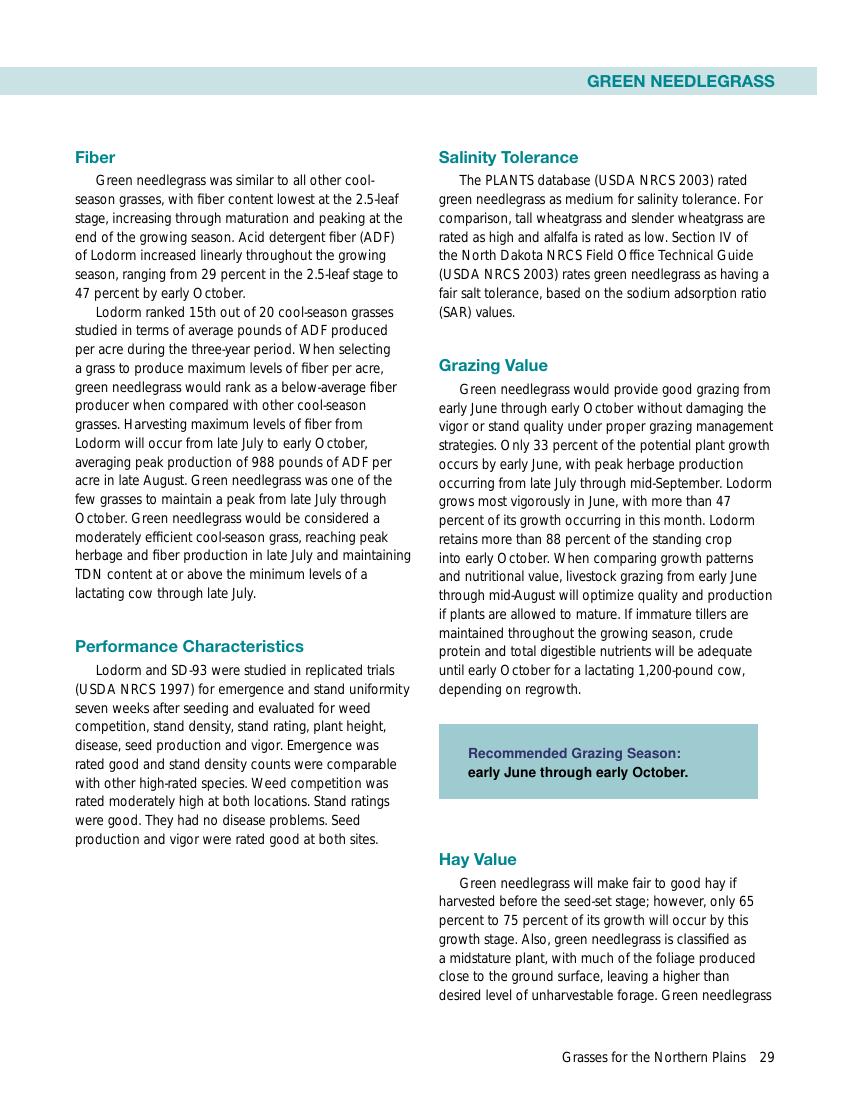 GREEN NEEDLEGRASS
Fiber
Green needlegrass was similar to all other cool-
season grasses, with fiber content lowest at the 2.5-leaf
stage, increasing through maturation and peaking at the
end of the growing season. Acid detergent fiber (ADF)
of Lodorm increased linearly throughout the growing
season, ranging from 29 percent in the 2.5-leaf stage to
47 percent by early October.
Lodorm ranked 15th out of 20 cool-season grasses
studied in terms of average pounds of ADF produced
per acre during the three-year period. When selecting
a grass to produce maximum levels of fiber per acre,
green needlegrass would rank as a below-average fiber
producer when compared with other cool-season
grasses. Harvesting maximum levels of fiber from
Lodorm will occur from late July to early October,
averaging peak production of 988 pounds of ADF per
acre in late August. Green needlegrass was one of the
few grasses to maintain a peak from late July through
October. Green needlegrass would be considered a
moderately efficient cool-season grass, reaching peak
herbage and fiber production in late July and maintaining
TDN content at or above the minimum levels of a
lactating cow through late July.
Performance Characteristics
Lodorm and SD-93 were studied in replicated trials
(USDA NRCS 1997) for emergence and stand uniformity
seven weeks after seeding and evaluated for weed
competition, stand density, stand rating, plant height,
disease, seed production and vigor. Emergence was
rated good and stand density counts were comparable
with other high-rated species. Weed competition was
rated moderately high at both locations. Stand ratings
were good. They had no disease problems. Seed
production and vigor were rated good at both sites.
Salinity Tolerance
The PLANTS database (USDA NRCS 2003) rated
green needlegrass as medium for salinity tolerance. For
comparison, tall wheatgrass and slender wheatgrass are
rated as high and alfalfa is rated as low. Section IV of
the North Dakota NRCS Field Office Technical Guide
(USDA NRCS 2003) rates green needlegrass as having a
fair salt tolerance, based on the sodium adsorption ratio
(SAR) values.
Grazing Value
Green needlegrass would provide good grazing from
early June through early October without damaging the
vigor or stand quality under proper grazing management
strategies. Only 33 percent of the potential plant growth
occurs by early June, with peak herbage production
occurring from late July through mid-September. Lodorm
grows most vigorously in June, with more than 47
percent of its growth occurring in this month. Lodorm
retains more than 88 percent of the standing crop
into early October. When comparing growth patterns
and nutritional value, livestock grazing from early June
through mid-August will optimize quality and production
if plants are allowed to mature. If immature tillers are
maintained throughout the growing season, crude
protein and total digestible nutrients will be adequate
until early October for a lactating 1,200-pound cow,
depending on regrowth.
Recommended Grazing Season:
early June through early October.
Hay Value
Green needlegrass will make fair to good hay if
harvested before the seed-set stage; however, only 65
percent to 75 percent of its growth will occur by this
growth stage. Also, green needlegrass is classified as
a midstature plant, with much of the foliage produced
close to the ground surface, leaving a higher than
desired level of unharvestable forage. Green needlegrass
Grasses for the Northern Plains 29